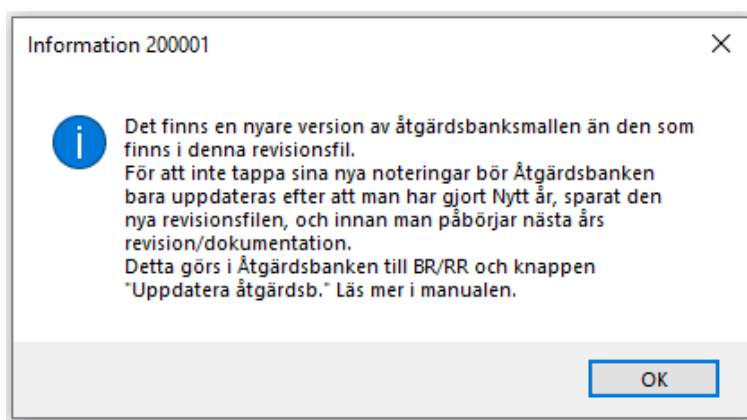 Information 200001
Det finns en nyare version av åtgärdsbanksmallen än den som
finns i denna revisionsfil.
För att inte tappa sina nya noteringar bör Åtgärdsbanken
bara uppdateras efter att man har gjort Nytt år, sparat den
nya revisionsfilen, och innan man påbörjar nästa års
revision/dokumentation.
Detta görs i Åtgärdsbanken till BR/RR och knappen
"Uppdatera åtgärdsb." Läs mer i manualen.
OK